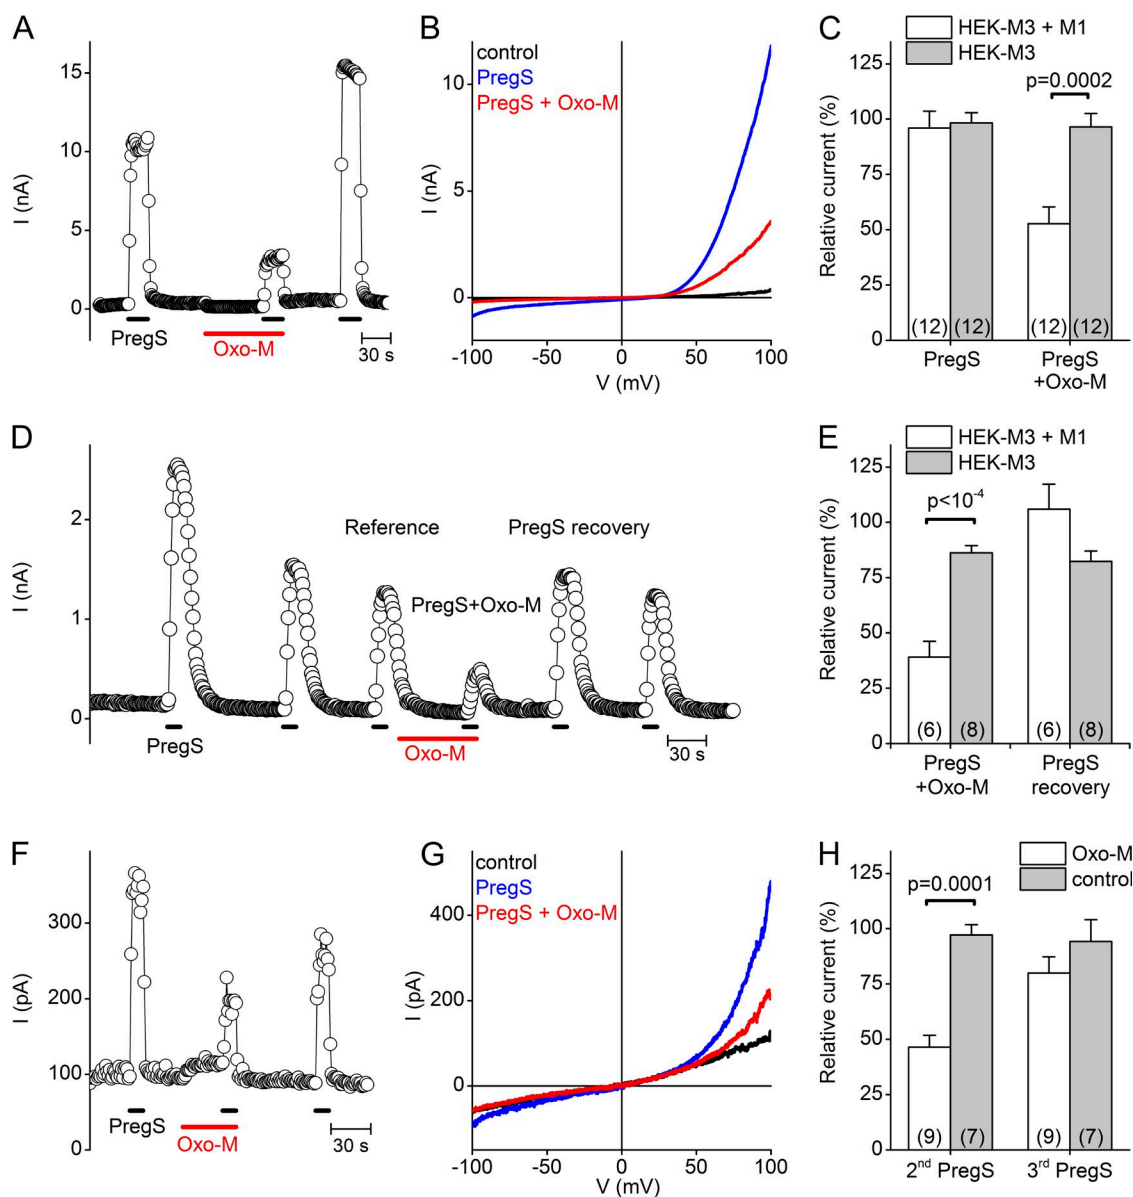 A
I (nA)
15
10
5
0
PregS
Oxo-M
30 s
B
control
PregS
PregS + Oxo-M
I (nA)
10
5
0
-100 -50 0 50 100
V (mV)
C
HEK-M3 + M1
HEK-M3
Relative current (%)
125
100
75
50
25
0
p=0.0002
(12) (12) (12) (12)
PregS
PregS
+Oxo-M
D
I (nA)
2
1
0
Reference
PregS recovery
PregS+Oxo-M
PregS
Oxo-M
30 s
E
HEK-M3 + M1
HEK-M3
Relative current (%)
125
100
75
50
25
0
p<10⁻⁴
(6) (8) (6) (8)
PregS
+Oxo-M
PregS
recovery
F
I (pA)
300
200
100
0
PregS
Oxo-M
30 s
G
control
PregS
PregS + Oxo-M
I (pA)
400
200
0
-100 -50 0 50 100
V (mV)
H
Oxo-M
control
Relative current (%)
125
100
75
50
25
0
p=0.0001
(9) (7) (9) (7)
2nd PregS 3rd PregS